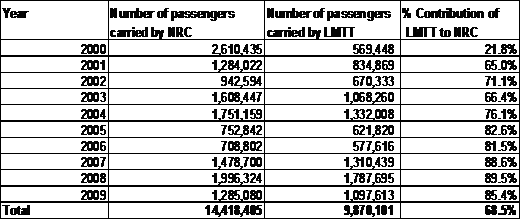 Year Number of passengers carried by NRC Number of passengers carried by LMTT % Contribution of LMTT to NRC
2000 2,610,435 569,448 21.8%
2001 1,284,022 834,869 65.0%
2002 942,594 670,333 71.1%
2003 1,608,447 1,068,260 66.4%
2004 1,751,159 1,332,008 76.1%
2005 752,842 621,820 82.6%
2006 708,802 577,616 81.5%
2007 1,478,700 1,310,439 88.6%
2008 1,996,324 1,787,695 89.5%
2009 1,285,080 1,097,613 85.4%
Total 14,418,405 9,870,101 68.5%